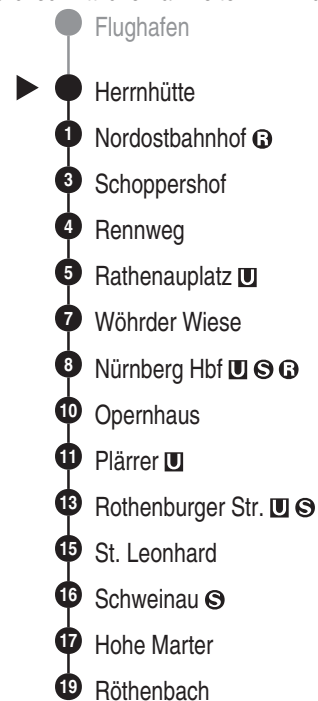 Flughafen
Herrnhütte
1 Nordostbahnhof R
3 Schoppershof
4 Rennweg
5 Rathenauplatz U
7 Wöhrder Wiese
8 Nürnberg Hbf U S R
10 Opernhaus
11 Plärrer U
13 Rothenburger Str. U S
15 St. Leonhard
16 Schweinau S
17 Hohe Marter
19 Röthenbach